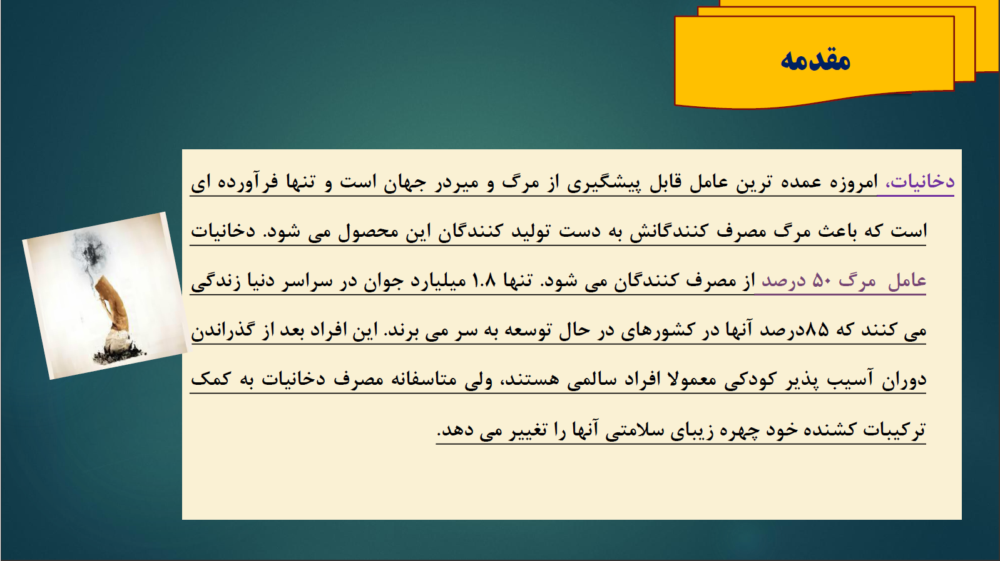 مقدمه
دخانیات، امروزه عمده ترین عامل قابل پیشگیری از مرگ و میردر جهان است و تنها فرآورده ای
است که باعث مرگ مصرف کنندگانش به دست تولید کنندگان این محصول می شود. دخانیات
عامل مرگ ۵۰ درصد از مصرف کنندگان می شود. تنها ۱.۸ میلیارد جوان در سراسر دنیا زندگی
می کنند که ۸۵درصد آنها در کشورهای در حال توسعه به سر می برند. این افراد بعد از گذراندن
دوران آسیب پذیر کودکی معمولا افراد سالمی هستند، ولی متاسفانه مصرف دخانیات به کمک
ترکیبات کشنده خود چهره زیبای سلامتی آنها را تغییر می دهد.